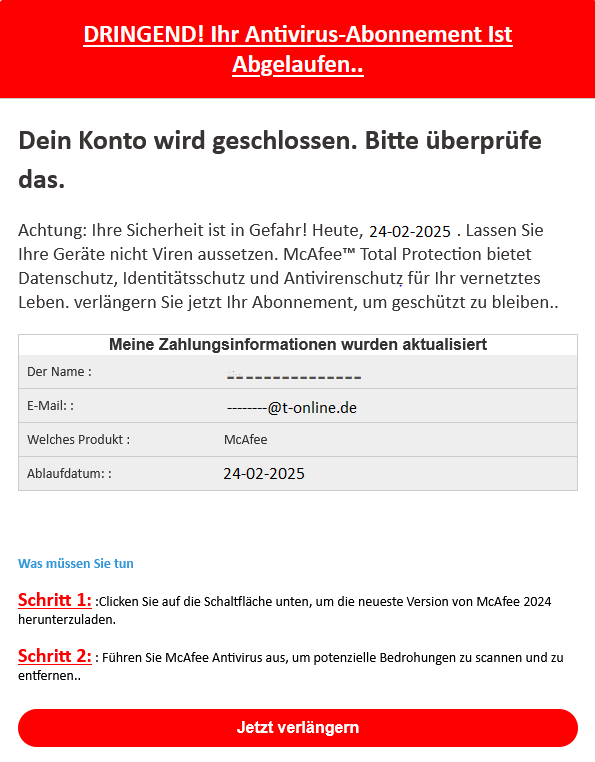 DRINGEND! Ihr Antivirus-Abonnement Ist
Abgelaufen..
Dein Konto wird geschlossen. Bitte überprüfe
das.
Achtung: Ihre Sicherheit ist in Gefahr! Heute, 24-02-2025 . Lassen Sie
Ihre Geräte nicht Viren aussetzen. McAfee™ Total Protection bietet
Datenschutz, Identitätsschutz und Antivirenschutz für Ihr vernetztes
Leben. verlängern Sie jetzt Ihr Abonnement, um geschützt zu bleiben..
Meine Zahlungsinformationen wurden aktualisiert
Der Name : ---------------
E-Mail: : --------@t-online.de
Welches Produkt : McAfee
Ablaufdatum: : 24-02-2025
Was müssen Sie tun
Schritt 1: :Clicken Sie auf die Schaltfläche unten, um die neueste Version von McAfee 2024
herunterzuladen.
Schritt 2: : Führen Sie McAfee Antivirus aus, um potenzielle Bedrohungen zu scannen und zu
entfernen..
Jetzt verlängern